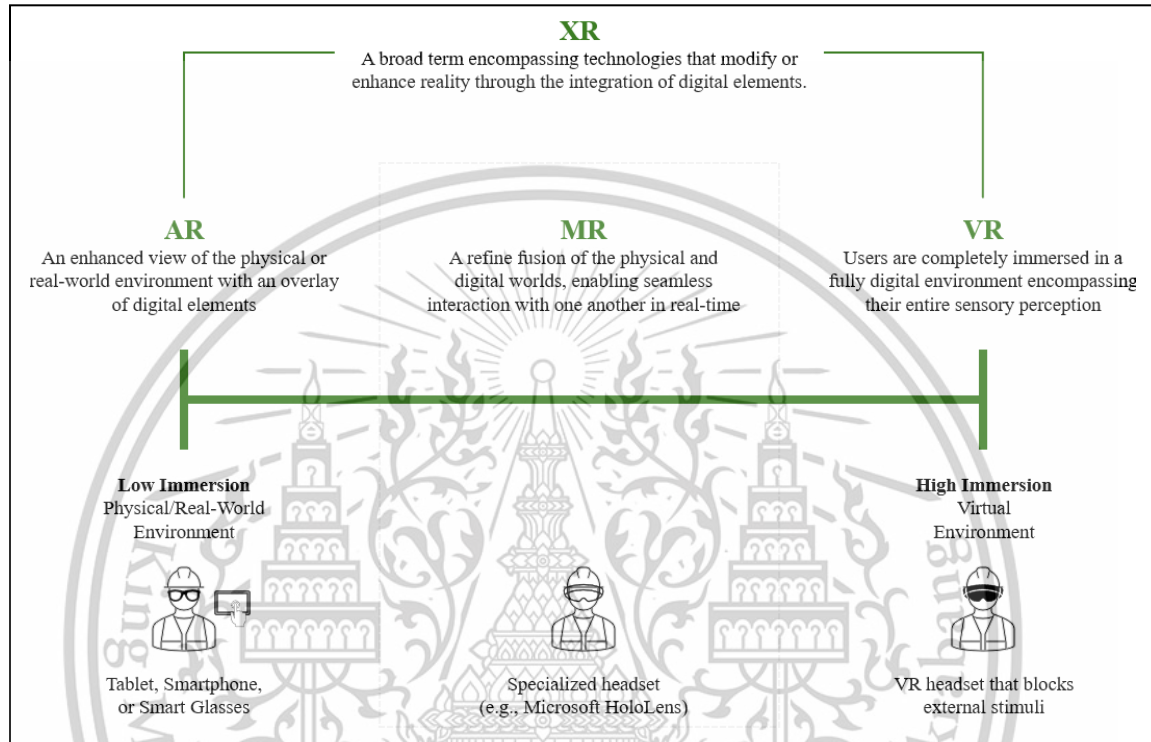 XR
A broad term encompassing technologies that modify or
enhance reality through the integration of digital elements.
AR
An enhanced view of the physical or
real-world environment with an overlay
of digital elements
MR
A refine fusion of the physical and
digital worlds, enabling seamless
interaction with one another in real-time
VR
Users are completely immersed in a
fully digital environment encompassing
their entire sensory perception
Low Immersion
Physical/Real-World
Environment
High Immersion
Virtual
Environment
Tablet, Smartphone,
or Smart Glasses
Specialized headset
(e.g., Microsoft HoloLens)
VR headset that blocks
external stimuli
King M